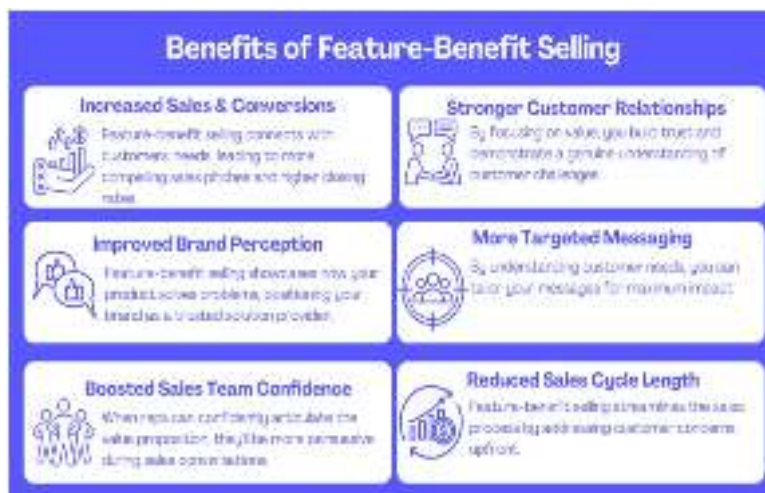 Benefits of Feature-Benefit Selling
Increased Sales & Conversions
Feature-benefit selling connects with
customers needs, leading to more
compelling sales pitches and higher closing
rates.
Stronger Customer Relationships
By focusing on value, you build trust and
demonstrate a genuine understanding of
customer challenges.
Improved Brand Perception
Feature-benefit selling showcases how your
product solves problems, positioning your
brand as a trusted solution provider.
More Targeted Messaging
By understanding customer needs, you can
tailor your messages for maximum impact.
Boosted Sales Team Confidence
When reps can confidently articulate the
value proposition, they'll be more persuasive
during sales conversations.
Reduced Sales Cycle Length
Feature-benefit selling streamlines the sales
process by addressing customer concerns
upfront.